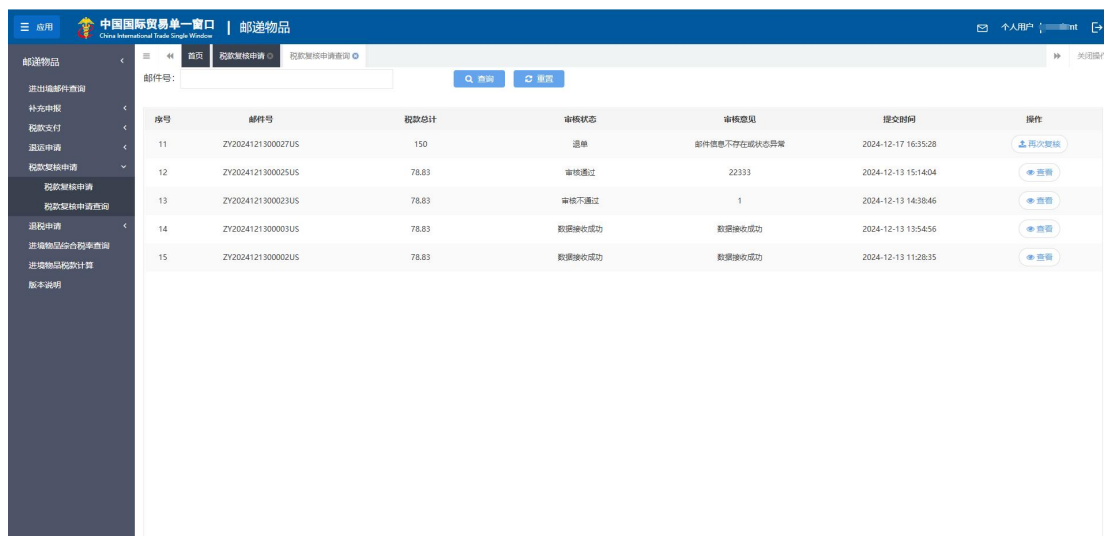 应用 中国国际贸易单一窗口 | 邮递物品 个人用户
China International Trade Single Window
邮递物品
进出境邮件查询
补充申报
税款支付
退运申请
税款复核申请
税款复核申请
税款复核申请查询
退税申请
进境物品综合税率查询
进境物品税款计算
版本说明
首页 税款复核申请 税款复核申请查询 关闭操作
邮件号： 查询 重置
序号 邮件号 税款总计 审核状态 审核意见 提交时间 操作
11 ZY2024121300027US 150 退单 邮件信息不存在或状态异常 2024-12-17 16:35:28 再次复核
12 ZY2024121300025US 78.83 审核通过 22333 2024-12-13 15:14:04 查看
13 ZY2024121300023US 78.83 审核不通过 1 2024-12-13 14:38:46 查看
14 ZY2024121300003US 78.83 数据接收成功 数据接收成功 2024-12-13 13:54:56 查看
15 ZY2024121300002US 78.83 数据接收成功 数据接收成功 2024-12-13 11:28:35 查看